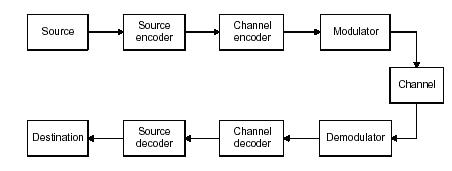 Source
Source
encoder
Channel
encoder
Modulator
Channel
Destination
Source
decoder
Channel
decoder
Demodulator